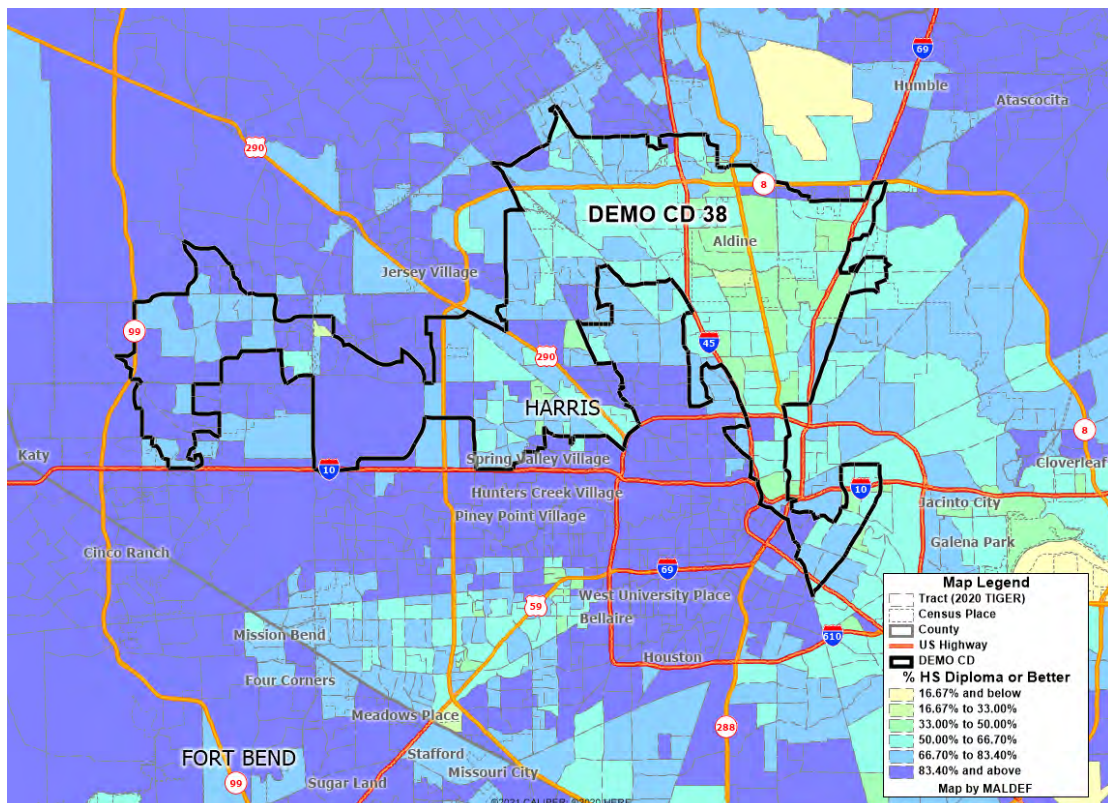 69
Humble
Atascocita
290
8
DEMO CD 38
Aldine
Jersey Village
99
45
290
HARRIS
8
Katy
10
Spring Valley Village
Cloverleaf
10
Hunters Creek Village
Jacinto City
Piney Point Village
Galena Park
Cinco Ranch
69
59
West University Place
Bellaire
Mission Bend
610
Houston
Four Corners
Meadows Place
288
Stafford
FORT BEND
Missouri City
99
Sugar Land
©2021 CALIPER; ©2020 HERE
Map Legend
Tract (2020 TIGER)
Census Place
County
US Highway
DEMO CD
% HS Diploma or Better
16.67% and below
16.67% to 33.00%
33.00% to 50.00%
50.00% to 66.70%
66.70% to 83.40%
83.40% and above
Map by MALDEF